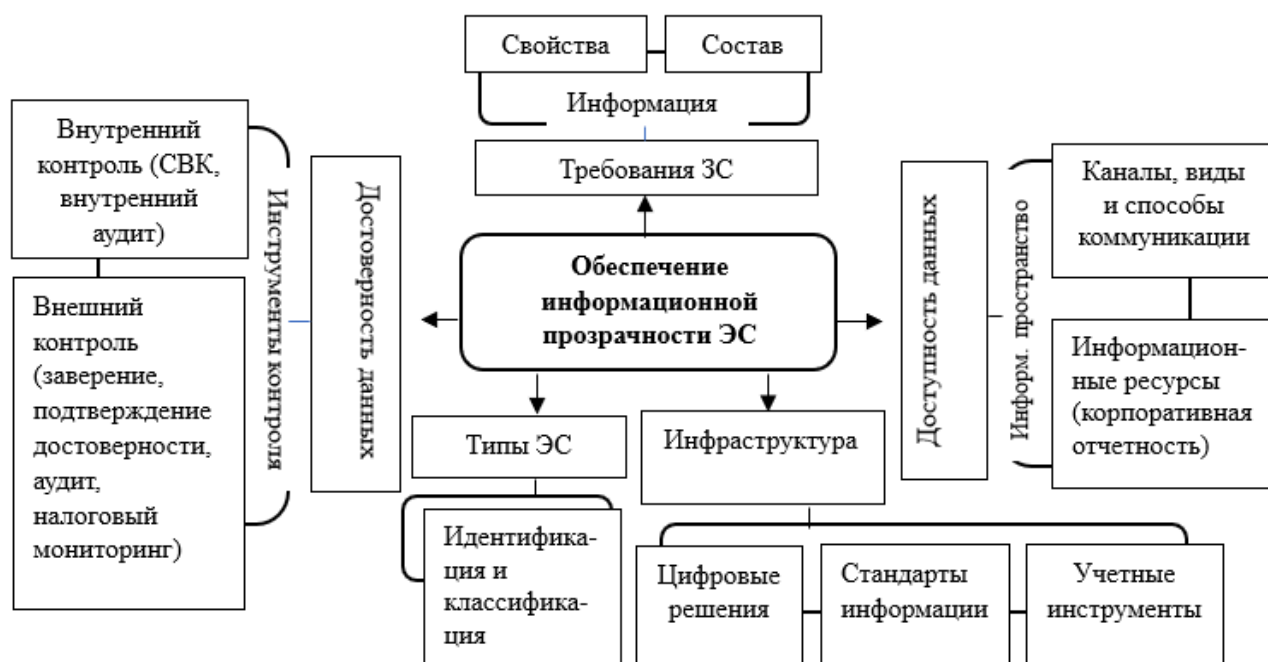 Свойства
Состав
Информация
Требования ЗС
Внутренний
контроль (СВК,
внутренний
аудит)
Внешний
контроль
(заверение,
подтверждение
достоверности,
аудит,
налоговый
мониторинг)
Инструменты контроля
Достоверность данных
Обеспечение
информационной
прозрачности ЭС
Доступность данных
Информ. пространство
Каналы, виды
и способы
коммуникации
Информацион-
ные ресурсы
(корпоративная
отчетность)
Типы ЭС
Инфраструктура
Идентифика-
ция и
классифика-
ция
Цифровые
решения
Стандарты
информации
Учетные
инструменты